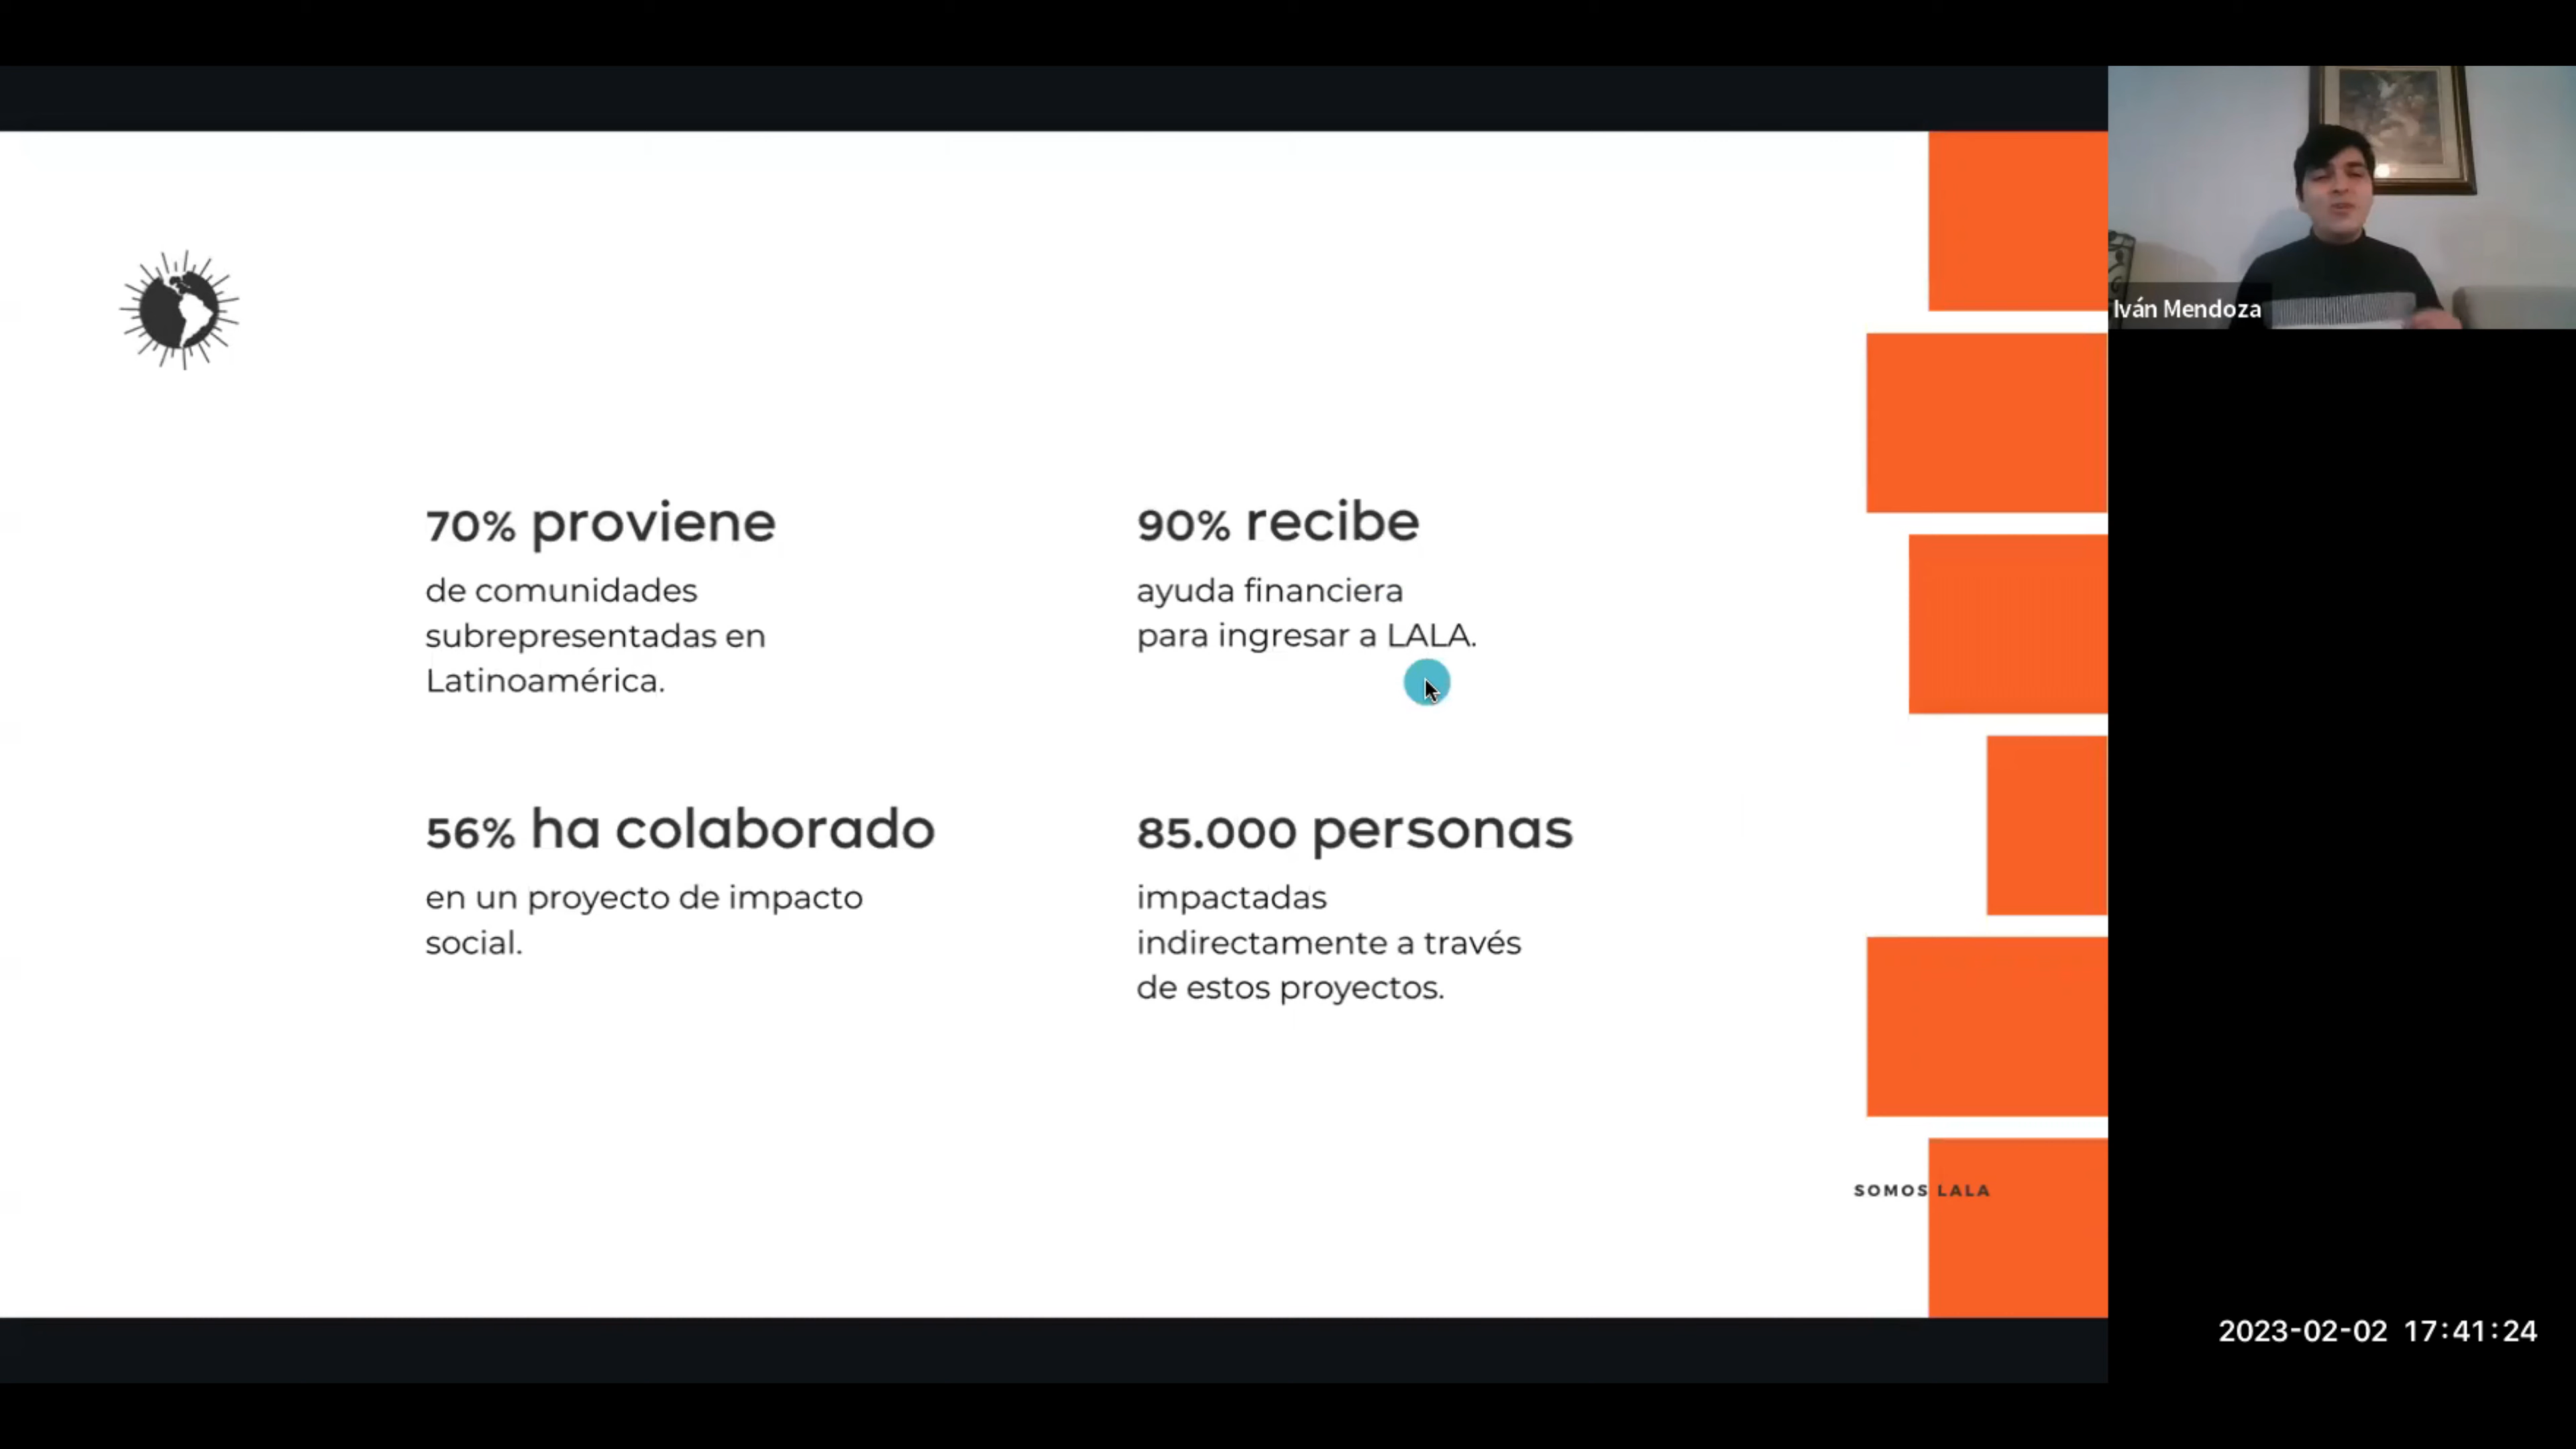 70% proviene
de comunidades
subrepresentadas en
Latinoamérica.
90% recibe
ayuda financiera
para ingresar a LALA.
56% ha colaborado
en un proyecto de impacto
social.
85.000 personas
impactadas
indirectamente a través
de estos proyectos.
SOMOS LALA
Iván Mendoza
2023-02-02 17:41:24